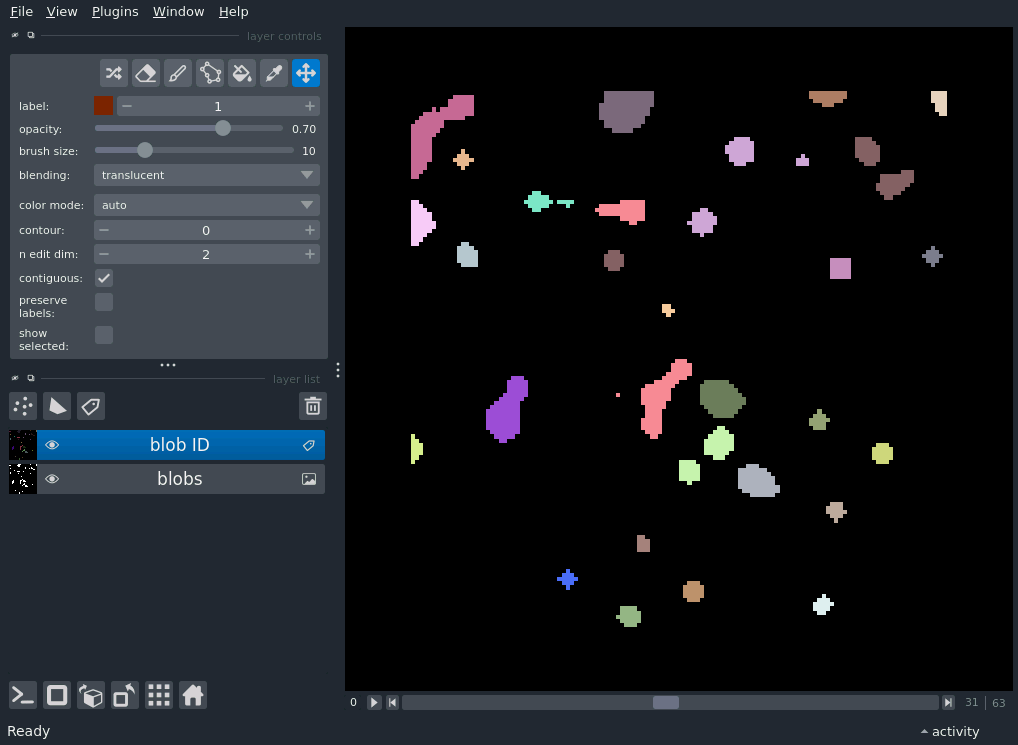 File View Plugins Window Help
layer controls
label: 1
opacity: 0.70
brush size: 10
blending: translucent
color mode: auto
contour: 0
n edit dim: 2
contiguous:
preserve
labels:
show
selected:
layer list
blob ID
blobs
0 31 | 63
Ready activity